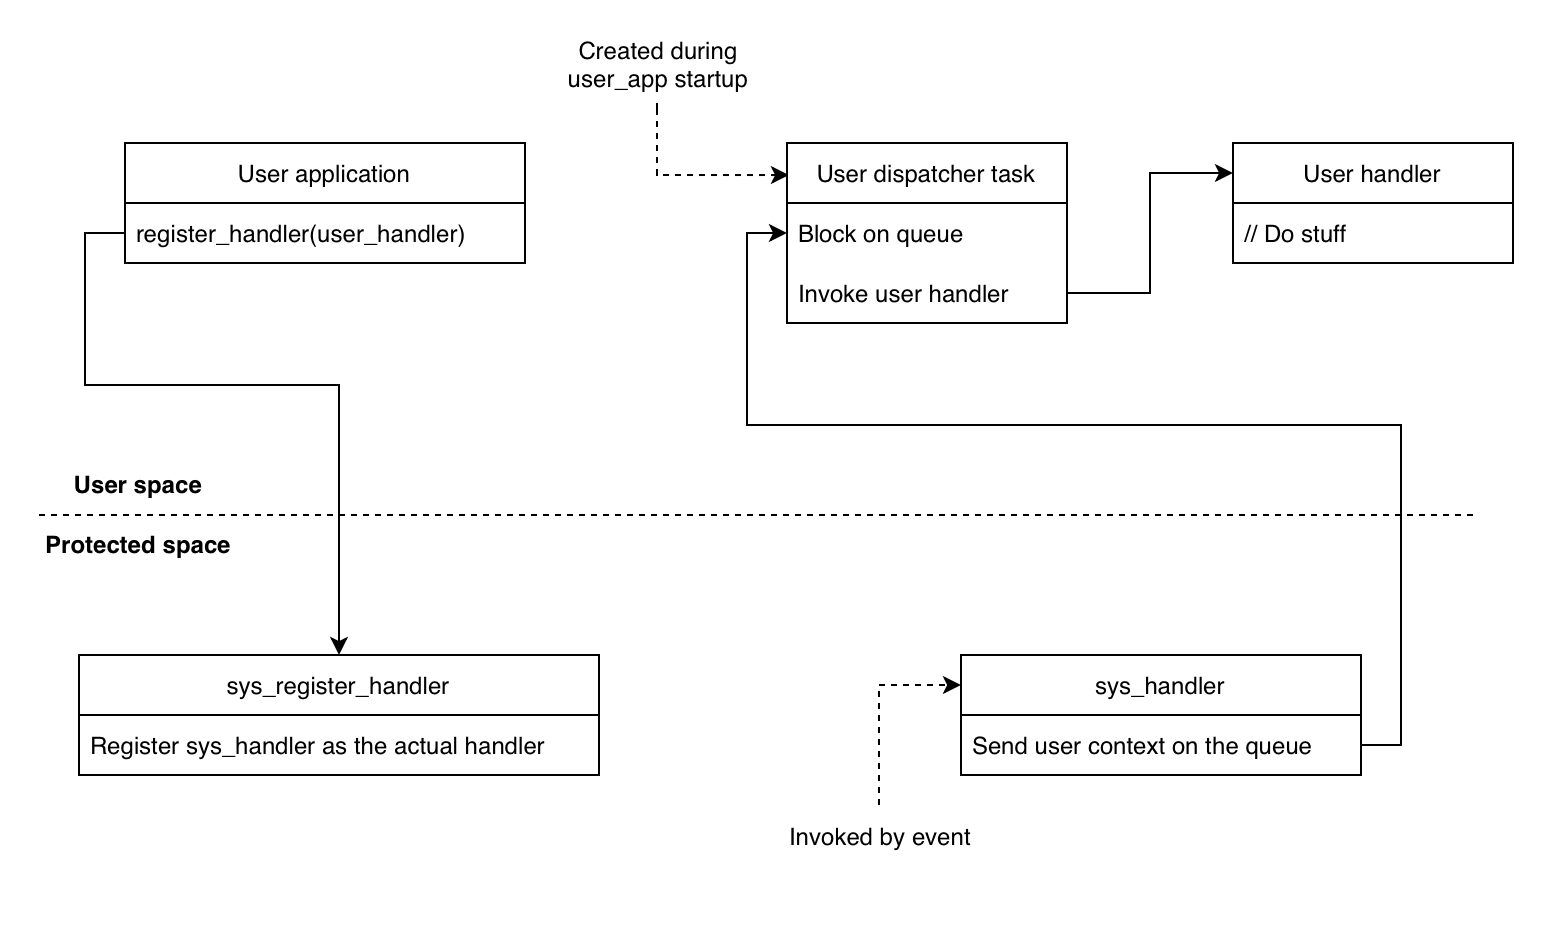 Created during
user_app startup
User application
register_handler(user_handler)
User dispatcher task
Block on queue
Invoke user handler
User handler
// Do stuff
User space
Protected space
sys_register_handler
Register sys_handler as the actual handler
sys_handler
Send user context on the queue
Invoked by event